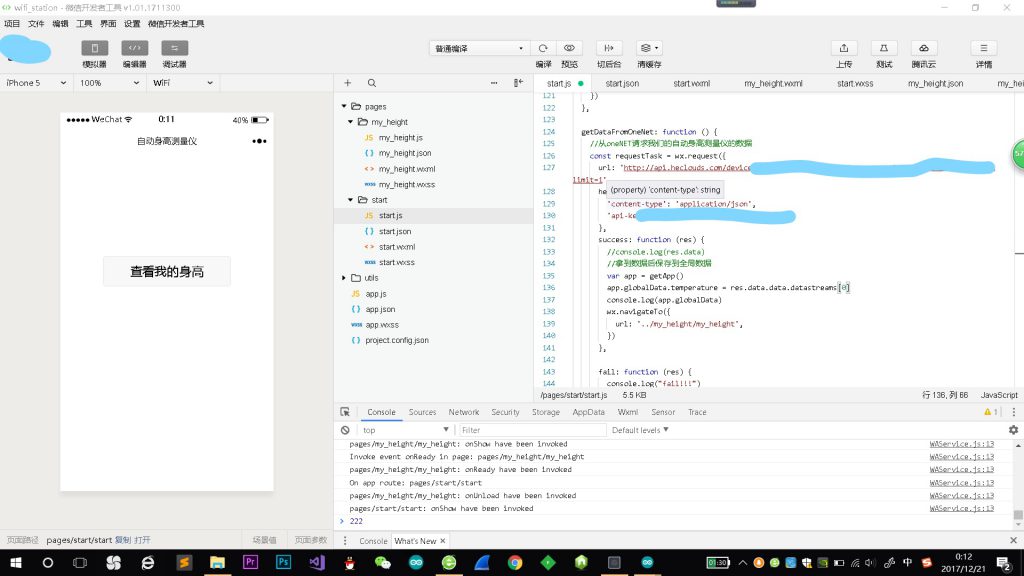 wifi_station - 微信开发者工具 v1.01.1711300
项目 文件 编辑 工具 界面 设置 微信开发者工具
普通编译
模拟器 编辑器 调试器 编译 预览 切后台 清缓存 上传 测试 腾讯云 详情
iPhone 5 100% WiFi
start.js start.json start.wxml my_height.wxml start.wxss my_height.json my_hei
WeChat 0:11 40%
自动身高测量仪
查看我的身高
pages
my_height
JS my_height.js
{} my_height.json
<> my_height.wxml
wxss my_height.wxss
start
JS start.js
{} start.json
<> start.wxml
wxss start.wxss
utils
JS app.js
{} app.json
wxss app.wxss
{} project.config.json
121 })
122 },
123
124 getDataFromOneNet: function () {
125 //从oneNET请求我们的自动身高测量仪的数据
126 const requestTask = wx.request({
127 url: 'http://api.heclouds.com/device
limit=1'
(property) 'content-type': string
128 he
129 'content-type': 'application/json',
130 'api-ke
131 },
132 success: function (res) {
133 //console.log(res.data)
134 //拿到数据后保存到全局数据
135 var app = getApp()
136 app.globalData.temperature = res.data.data.datastreams[0]
137 console.log(app.globalData)
138 wx.navigateTo({
139 url: '../my_height/my_height',
140 })
141 },
142
143 fail: function (res) {
144 console.log("fail!!!")
57
/pages/start/start.js 5.5 KB 行 136, 列 66 JavaScript
Console Sources Network Security Storage AppData Wxml Sensor Trace 1
top Filter Default levels
pages/my_height/my_height: onShow have been invoked WAService.js:13
Invoke event onReady in page: pages/my_height/my_height WAService.js:13
pages/my_height/my_height: onReady have been invoked WAService.js:13
On app route: pages/start/start WAService.js:13
pages/my_height/my_height: onUnload have been invoked WAService.js:13
pages/start/start: onShow have been invoked WAService.js:13
> 222
页面路径 pages/start/start 复制 打开 场景值 页面参数
Console What's New
Pr Ps
01:30
中
0:12
2017/12/21
2